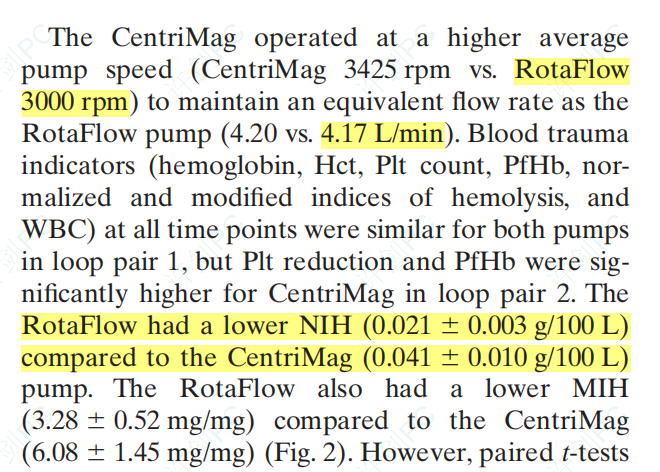 The CentriMag operated at a higher average
pump speed (CentriMag 3425 rpm vs. RotaFlow
3000 rpm) to maintain an equivalent flow rate as the
RotaFlow pump (4.20 vs. 4.17 L/min). Blood trauma
indicators (hemoglobin, Hct, Plt count, PfHb, nor-
malized and modified indices of hemolysis, and
WBC) at all time points were similar for both pumps
in loop pair 1, but Plt reduction and PfHb were sig-
nificantly higher for CentriMag in loop pair 2. The
RotaFlow had a lower NIH (0.021 ± 0.003 g/100 L)
compared to the CentriMag (0.041 ± 0.010 g/100 L)
pump. The RotaFlow also had a lower MIH
(3.28 ± 0.52 mg/mg) compared to the CentriMag
(6.08 ± 1.45 mg/mg) (Fig. 2). However, paired t-tests